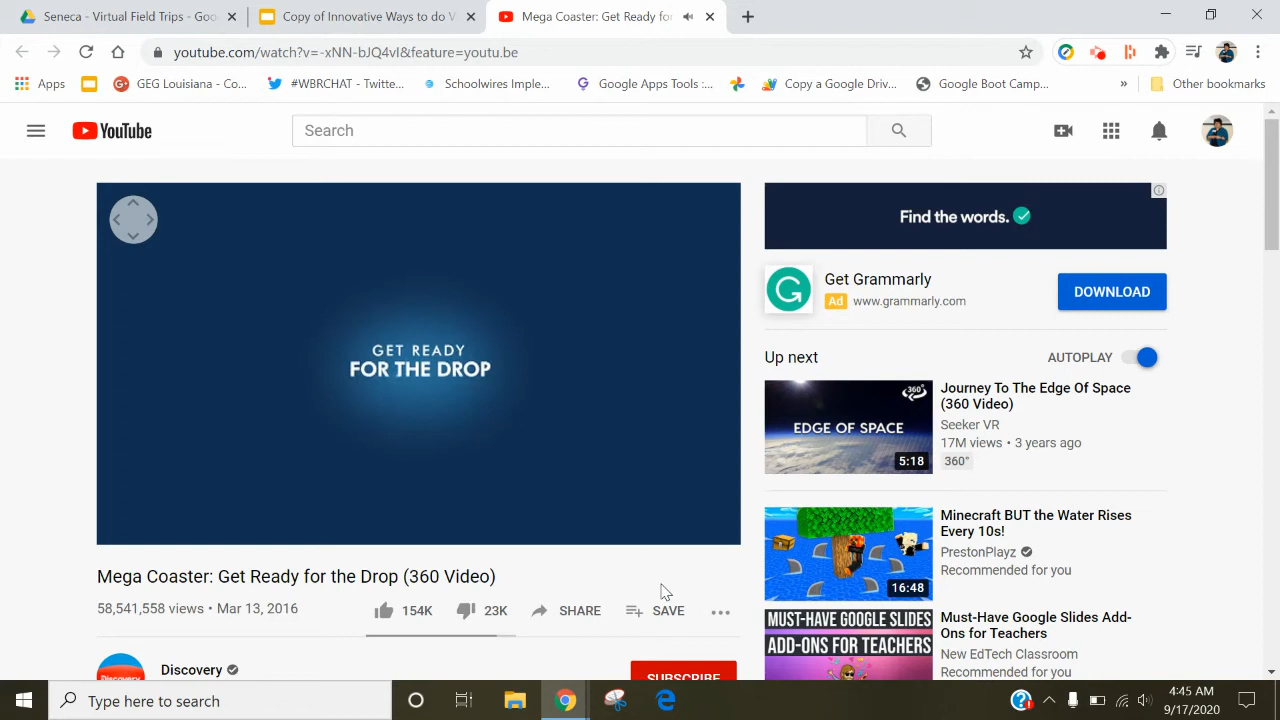 Seneca - Virtual Field Trips - Goo
Copy of Innovative Ways to do V
Mega Coaster: Get Ready for
youtube.com/watch?v=-xNN-bJQ4vI&feature=youtu.be
Apps
GEG Louisiana - Co...
#WBRCHAT - Twitte...
Schoolwires Imple...
Google Apps Tools :...
Copy a Google Driv...
Google Boot Camp...
»
Other bookmarks
YouTube
Search
GET READY
FOR THE DROP
Find the words.
Get Grammarly
Ad www.grammarly.com
DOWNLOAD
Up next
AUTOPLAY
360°
EDGE OF SPACE
5:18
Journey To The Edge Of Space
(360 Video)
Seeker VR
17M views • 3 years ago
360°
16:48
Minecraft BUT the Water Rises
Every 10s!
PrestonPlayz
Recommended for you
MUST-HAVE GOOGLE SLIDES
ADD-ONS FOR TEACHERS
Must-Have Google Slides Add-
Ons for Teachers
New EdTech Classroom
Recommended for you
Mega Coaster: Get Ready for the Drop (360 Video)
58,541,558 views • Mar 13, 2016
154K
23K
SHARE
SAVE
Discovery
Discovery
SUBSCRIBE
Type here to search
4:45 AM
9/17/2020